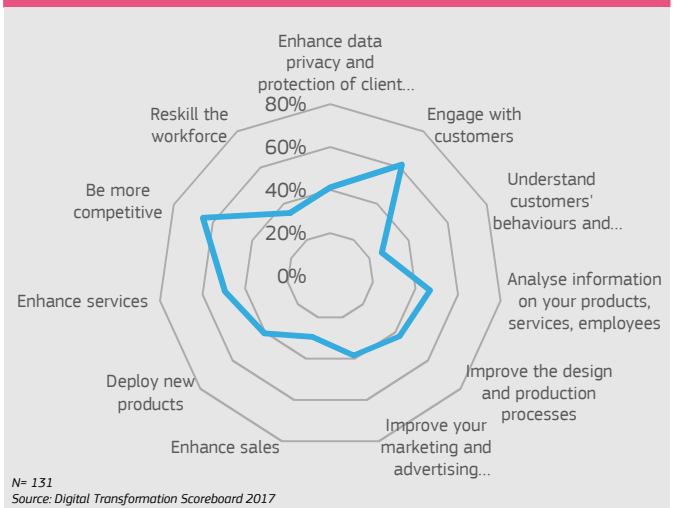 Enhance data
privacy and
protection of client...
80%
60%
40%
20%
0%
Engage with
customers
Understand
customers'
behaviours and...
Analyse information
on your products,
services, employees
Improve the design
and production
processes
Improve your
marketing and
advertising...
Enhance sales
Deploy new
products
Enhance services
Be more
competitive
Reskill the
workforce
N= 131
Source: Digital Transformation Scoreboard 2017